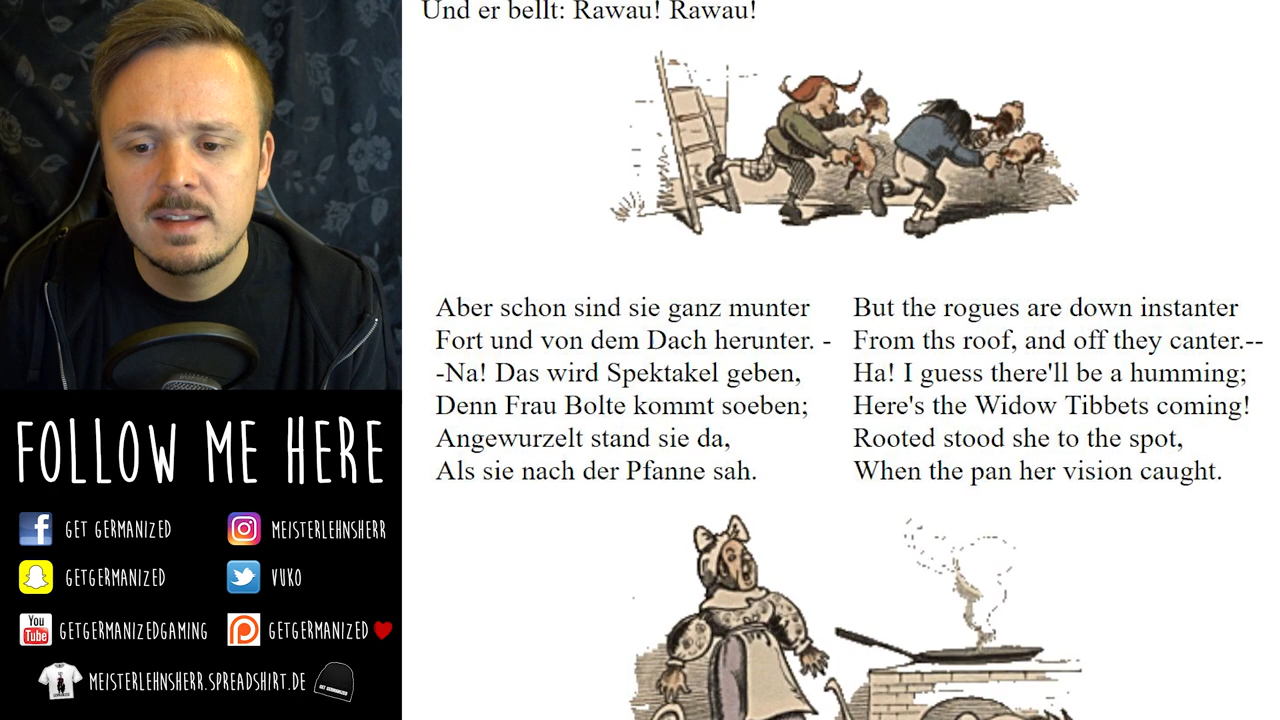 Und er bellt: Rawau! Rawau!
Aber schon sind sie ganz munter
Fort und von dem Dach herunter. -
-Na! Das wird Spektakel geben,
Denn Frau Bolte kommt soeben;
Angewurzelt stand sie da,
Als sie nach der Pfanne sah.
But the rogues are down instanter
From ths roof, and off they canter.--
Ha! I guess there'll be a humming;
Here's the Widow Tibbets coming!
Rooted stood she to the spot,
When the pan her vision caught.
FOLLOW ME HERE
GET GERMANIZED
MEISTERLEHNSHERR
GETGERMANIZED
VUKO
You
Tube
GETGERMANIZEDGAMING
GETGERMANIZED
MEISTERLEHNSHERR.SPREADSHIRT.DE
GET GERMANIZED